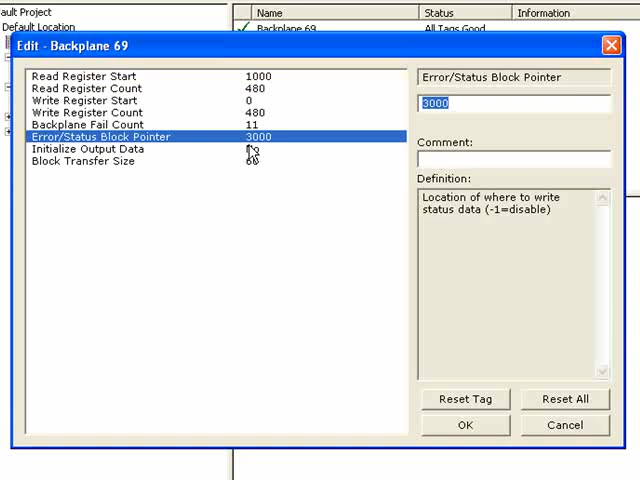 ault Project
Default Location
Name Status Information
Backplane 69 All Tags Good
Edit - Backplane 69
Read Register Start 1000
Read Register Count 480
Write Register Start 0
Write Register Count 480
Backplane Fail Count 11
Error/Status Block Pointer 3000
Initialize Output Data
Block Transfer Size 60
Error/Status Block Pointer
3000
Comment:
Definition:
Location of where to write
status data (-1=disable)
Reset Tag Reset All
OK Cancel